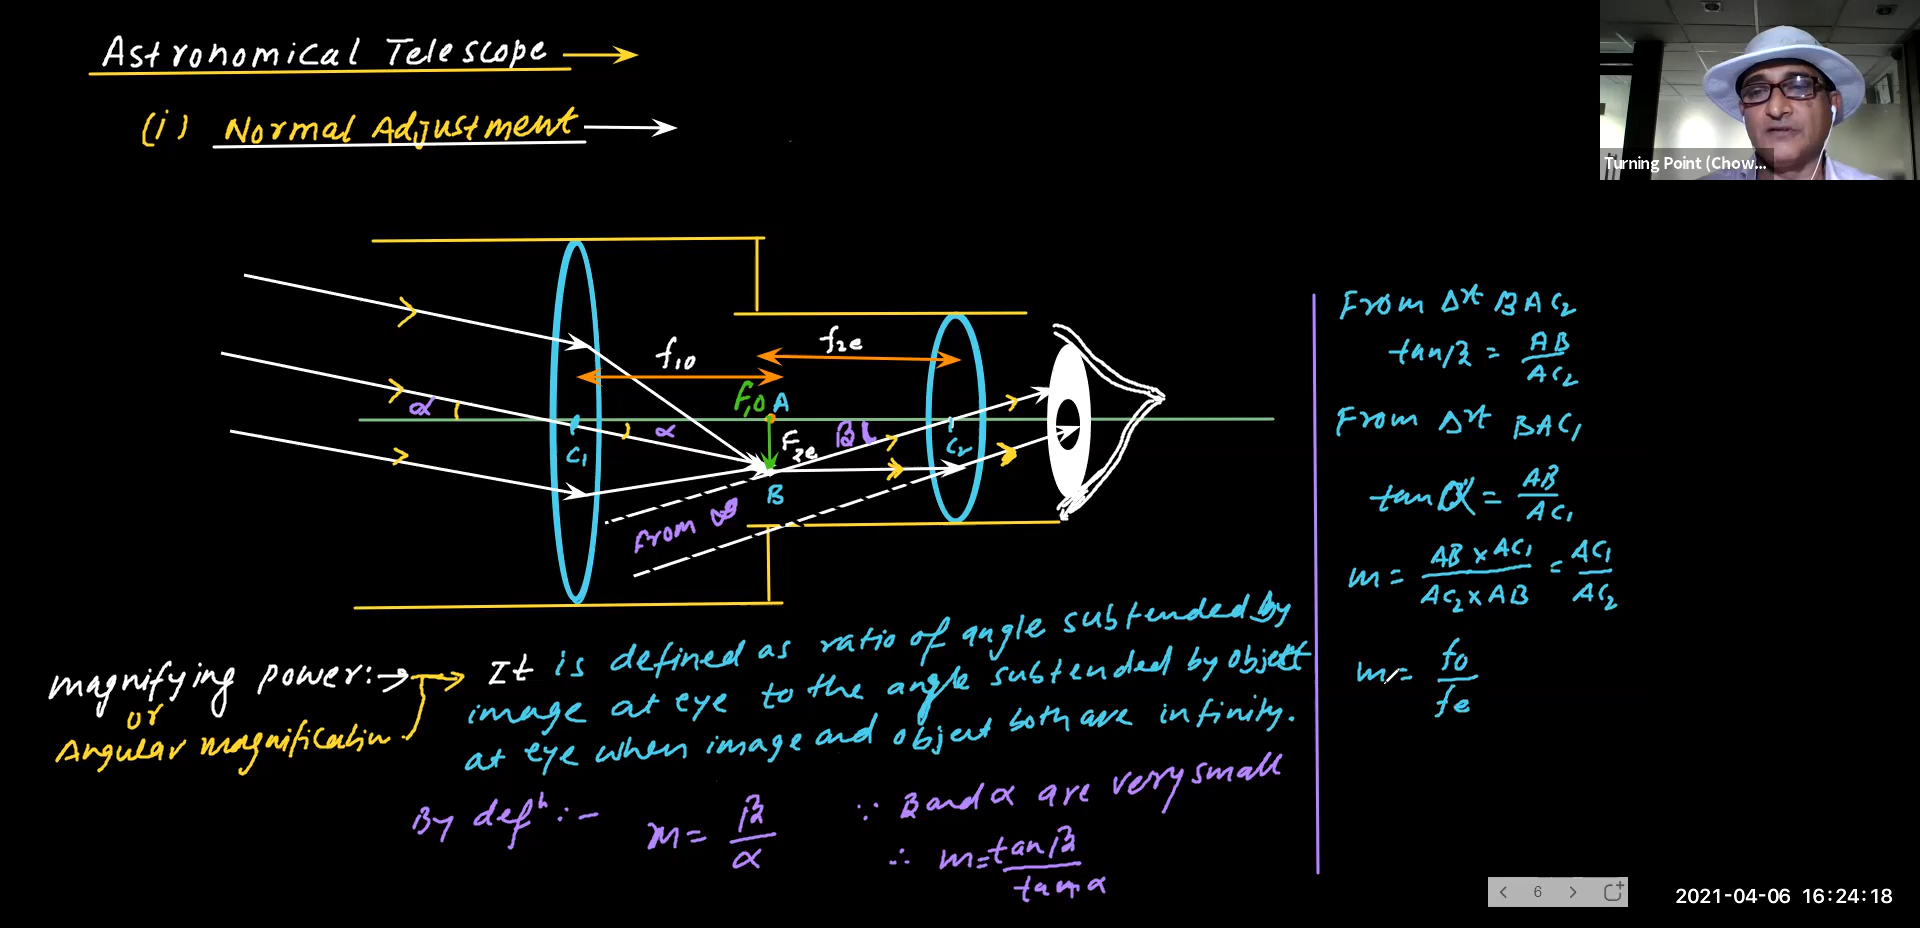 Astronomical Telescope
(i) Normal Adjustment
Turning Point (Chow...
f10
f2e
F,0
A
α
α
β
F2e
C1
C2
B
From ∞
magnifying power:→
or
Angular magnification
It is defined as ratio of angle subtended by
image at eye to the angle subtended by object
at eye when image and object both are infinity.
By defn:-
m = β/α
∵ β and α are very small
∴ m = tanβ/tanα
From Δrt BAC2
tanβ = AB/AC2
From Δrt BAC1
tanα = AB/AC1
m = AB × AC1/AC2 × AB = AC1/AC2
m = fo/fe
6
2021-04-06 16:24:18